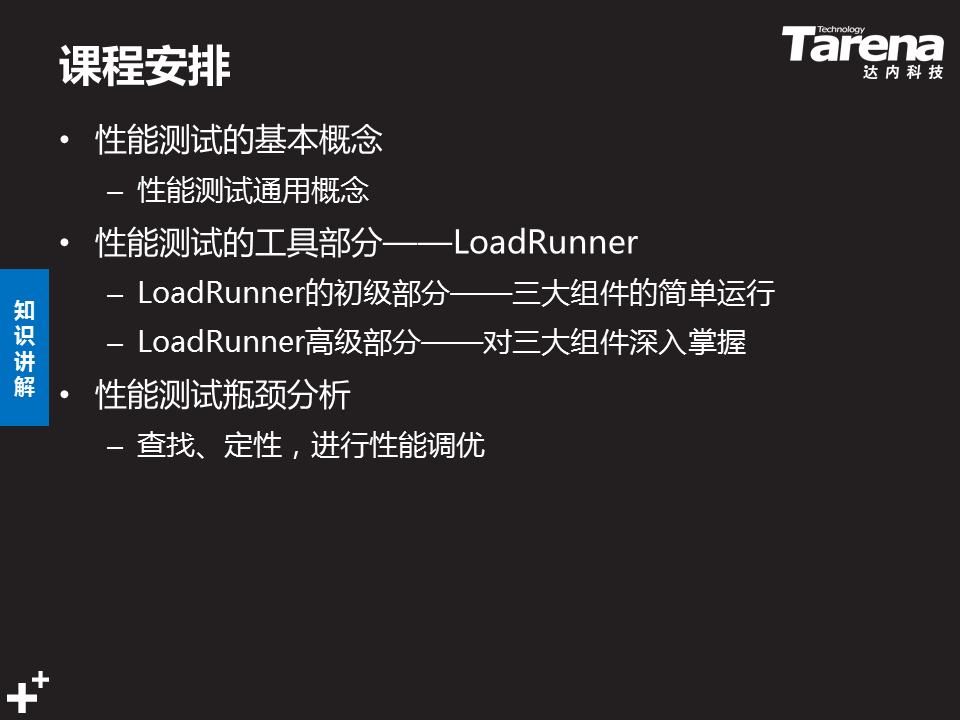 课程安排
Technology
Tarena
达内科技
• 性能测试的基本概念
– 性能测试通用概念
• 性能测试的工具部分——LoadRunner
– LoadRunner的初级部分——三大组件的简单运行
– LoadRunner高级部分——对三大组件深入掌握
• 性能测试瓶颈分析
– 查找、定性，进行性能调优
知识讲解